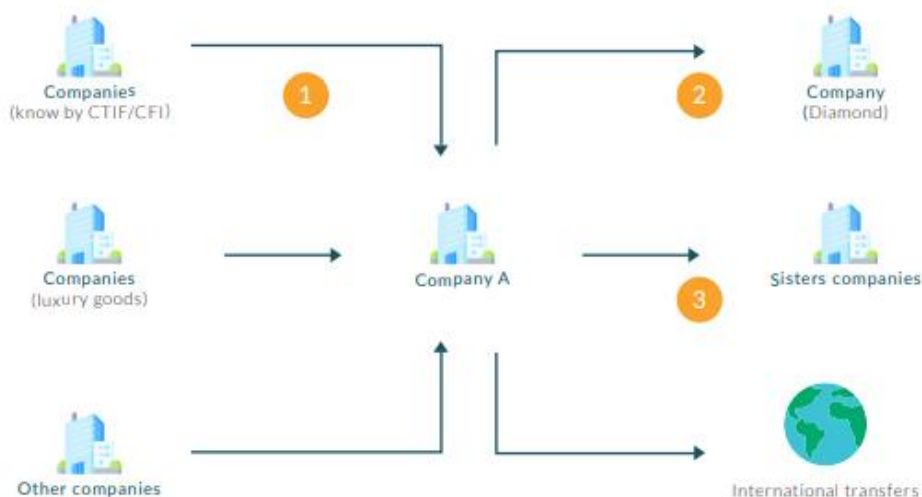 Companies
(know by CTIF/CFI)
1
2
Company
(Diamond)
Companies
(luxury goods)
Company A
Sisters companies
3
Other companies
International transfers